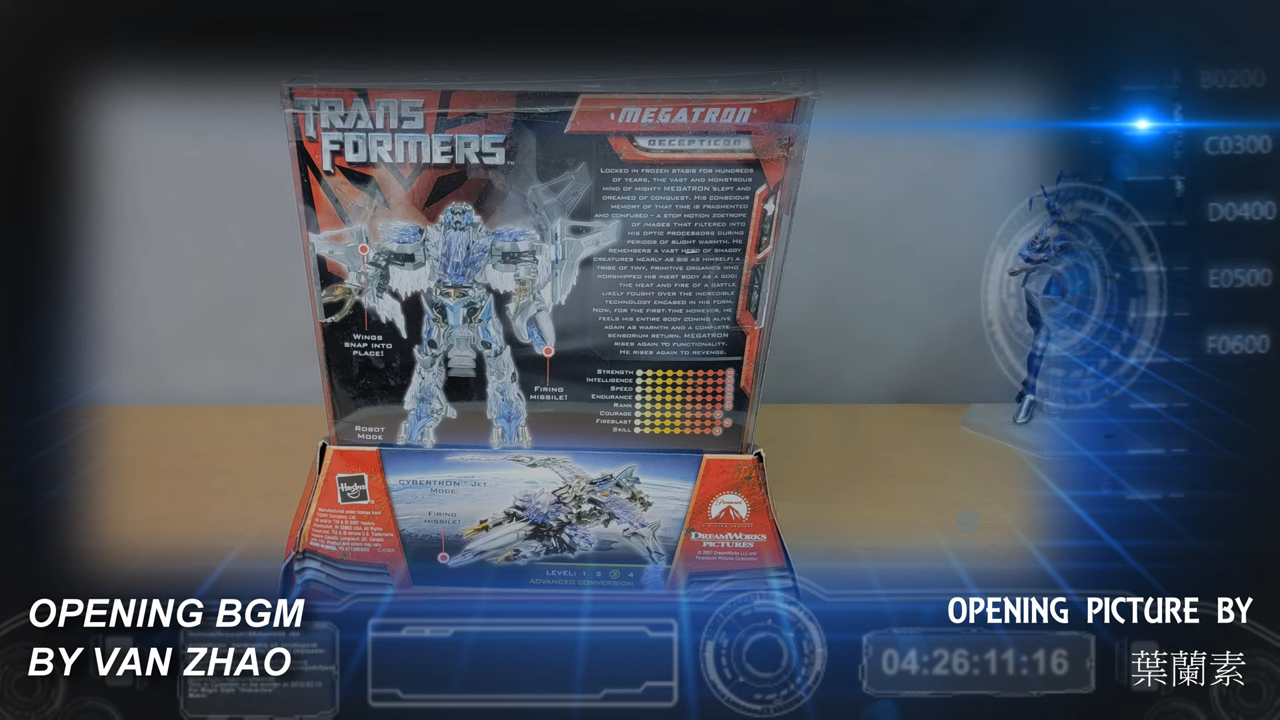 TRANS
FORMERS™
MEGATRON
DECEPTICON
LOCKED IN FROZEN STASIS FOR HUNDREDS
OF YEARS, THE VAST AND MONSTROUS
MIND OF MIGHTY MEGATRON SLEPT AND
DREAMED OF CONQUEST. HIS CONSCIOUS
MEMORY OF THAT TIME IS FRAGMENTED
AND CONFUSED – A STOP MOTION ZOETROPE
OF IMAGES THAT FILTERED INTO
HIS OPTIC PROCESSORS DURING
PERIODS OF SLIGHT WARMTH. HE
REMEMBERS A VAST HERD OF SHAGGY
CREATURES NEARLY AS BIG AS HIMSELF; A
TRIBE OF TINY, PRIMITIVE ORGANICS WHO
WORSHIPPED HIS INERT BODY AS A GOD;
THE HEAT AND FIRE OF A BATTLE
LIKELY FOUGHT OVER THE INCREDIBLE
TECHNOLOGY ENCASED IN HIS FORM.
NOW, FOR THE FIRST TIME HOWEVER, HE
FEELS HIS ENTIRE BODY COMING ALIVE
AGAIN AS WARMTH AND A COMPLETE
SENSORIUM RETURN. MEGATRON
RISES AGAIN TO FUNCTIONALITY.
HE RISES AGAIN TO REVENGE.
WINGS
SNAP INTO
PLACE!
FIRING
MISSILE!
ROBOT
MODE
STRENGTH
INTELLIGENCE
SPEED
ENDURANCE
RANK
COURAGE
FIREBLAST
SKILL
Hasbro
CYBERTRON™ JET
MODE
FIRING
MISSILE!
LEVEL: 1 2 3 4
ADVANCED CONVERSION
Paramount
DREAMWORKS
PICTURES
B0200
C0300
D0400
E0500
F0600
OPENING BGM
BY VAN ZHAO
04:26:11:16
OPENING PICTURE BY
葉蘭素